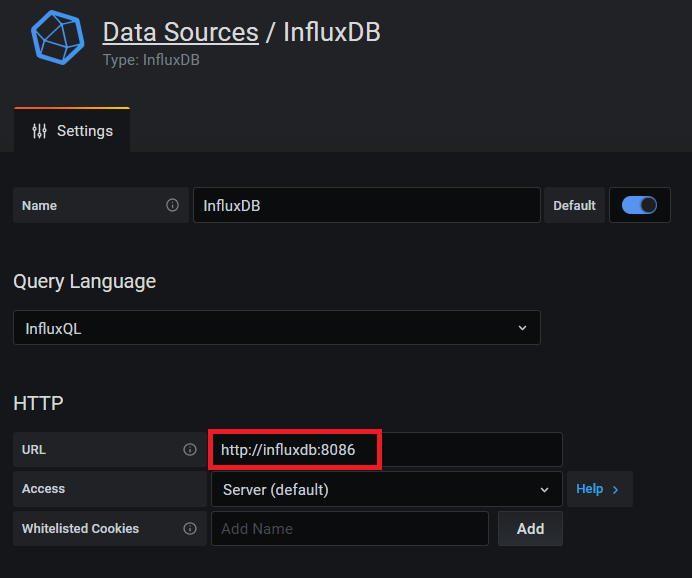 Data Sources / InfluxDB
Type: InfluxDB
Settings
Name InfluxDB Default
Query Language
InfluxQL
HTTP
URL http://influxdb:8086
Access Server (default) Help >
Whitelisted Cookies Add Name Add